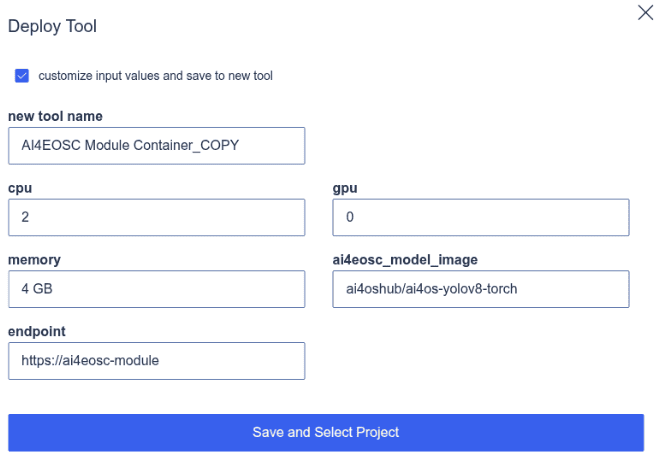 Deploy Tool
customize input values and save to new tool
new tool name
AI4EOSC Module Container_COPY
cpu
gpu
2
0
memory
ai4eosc_model_image
4 GB
ai4oshub/ai4os-yolov8-torch
endpoint
https://ai4eosc-module
Save and Select Project